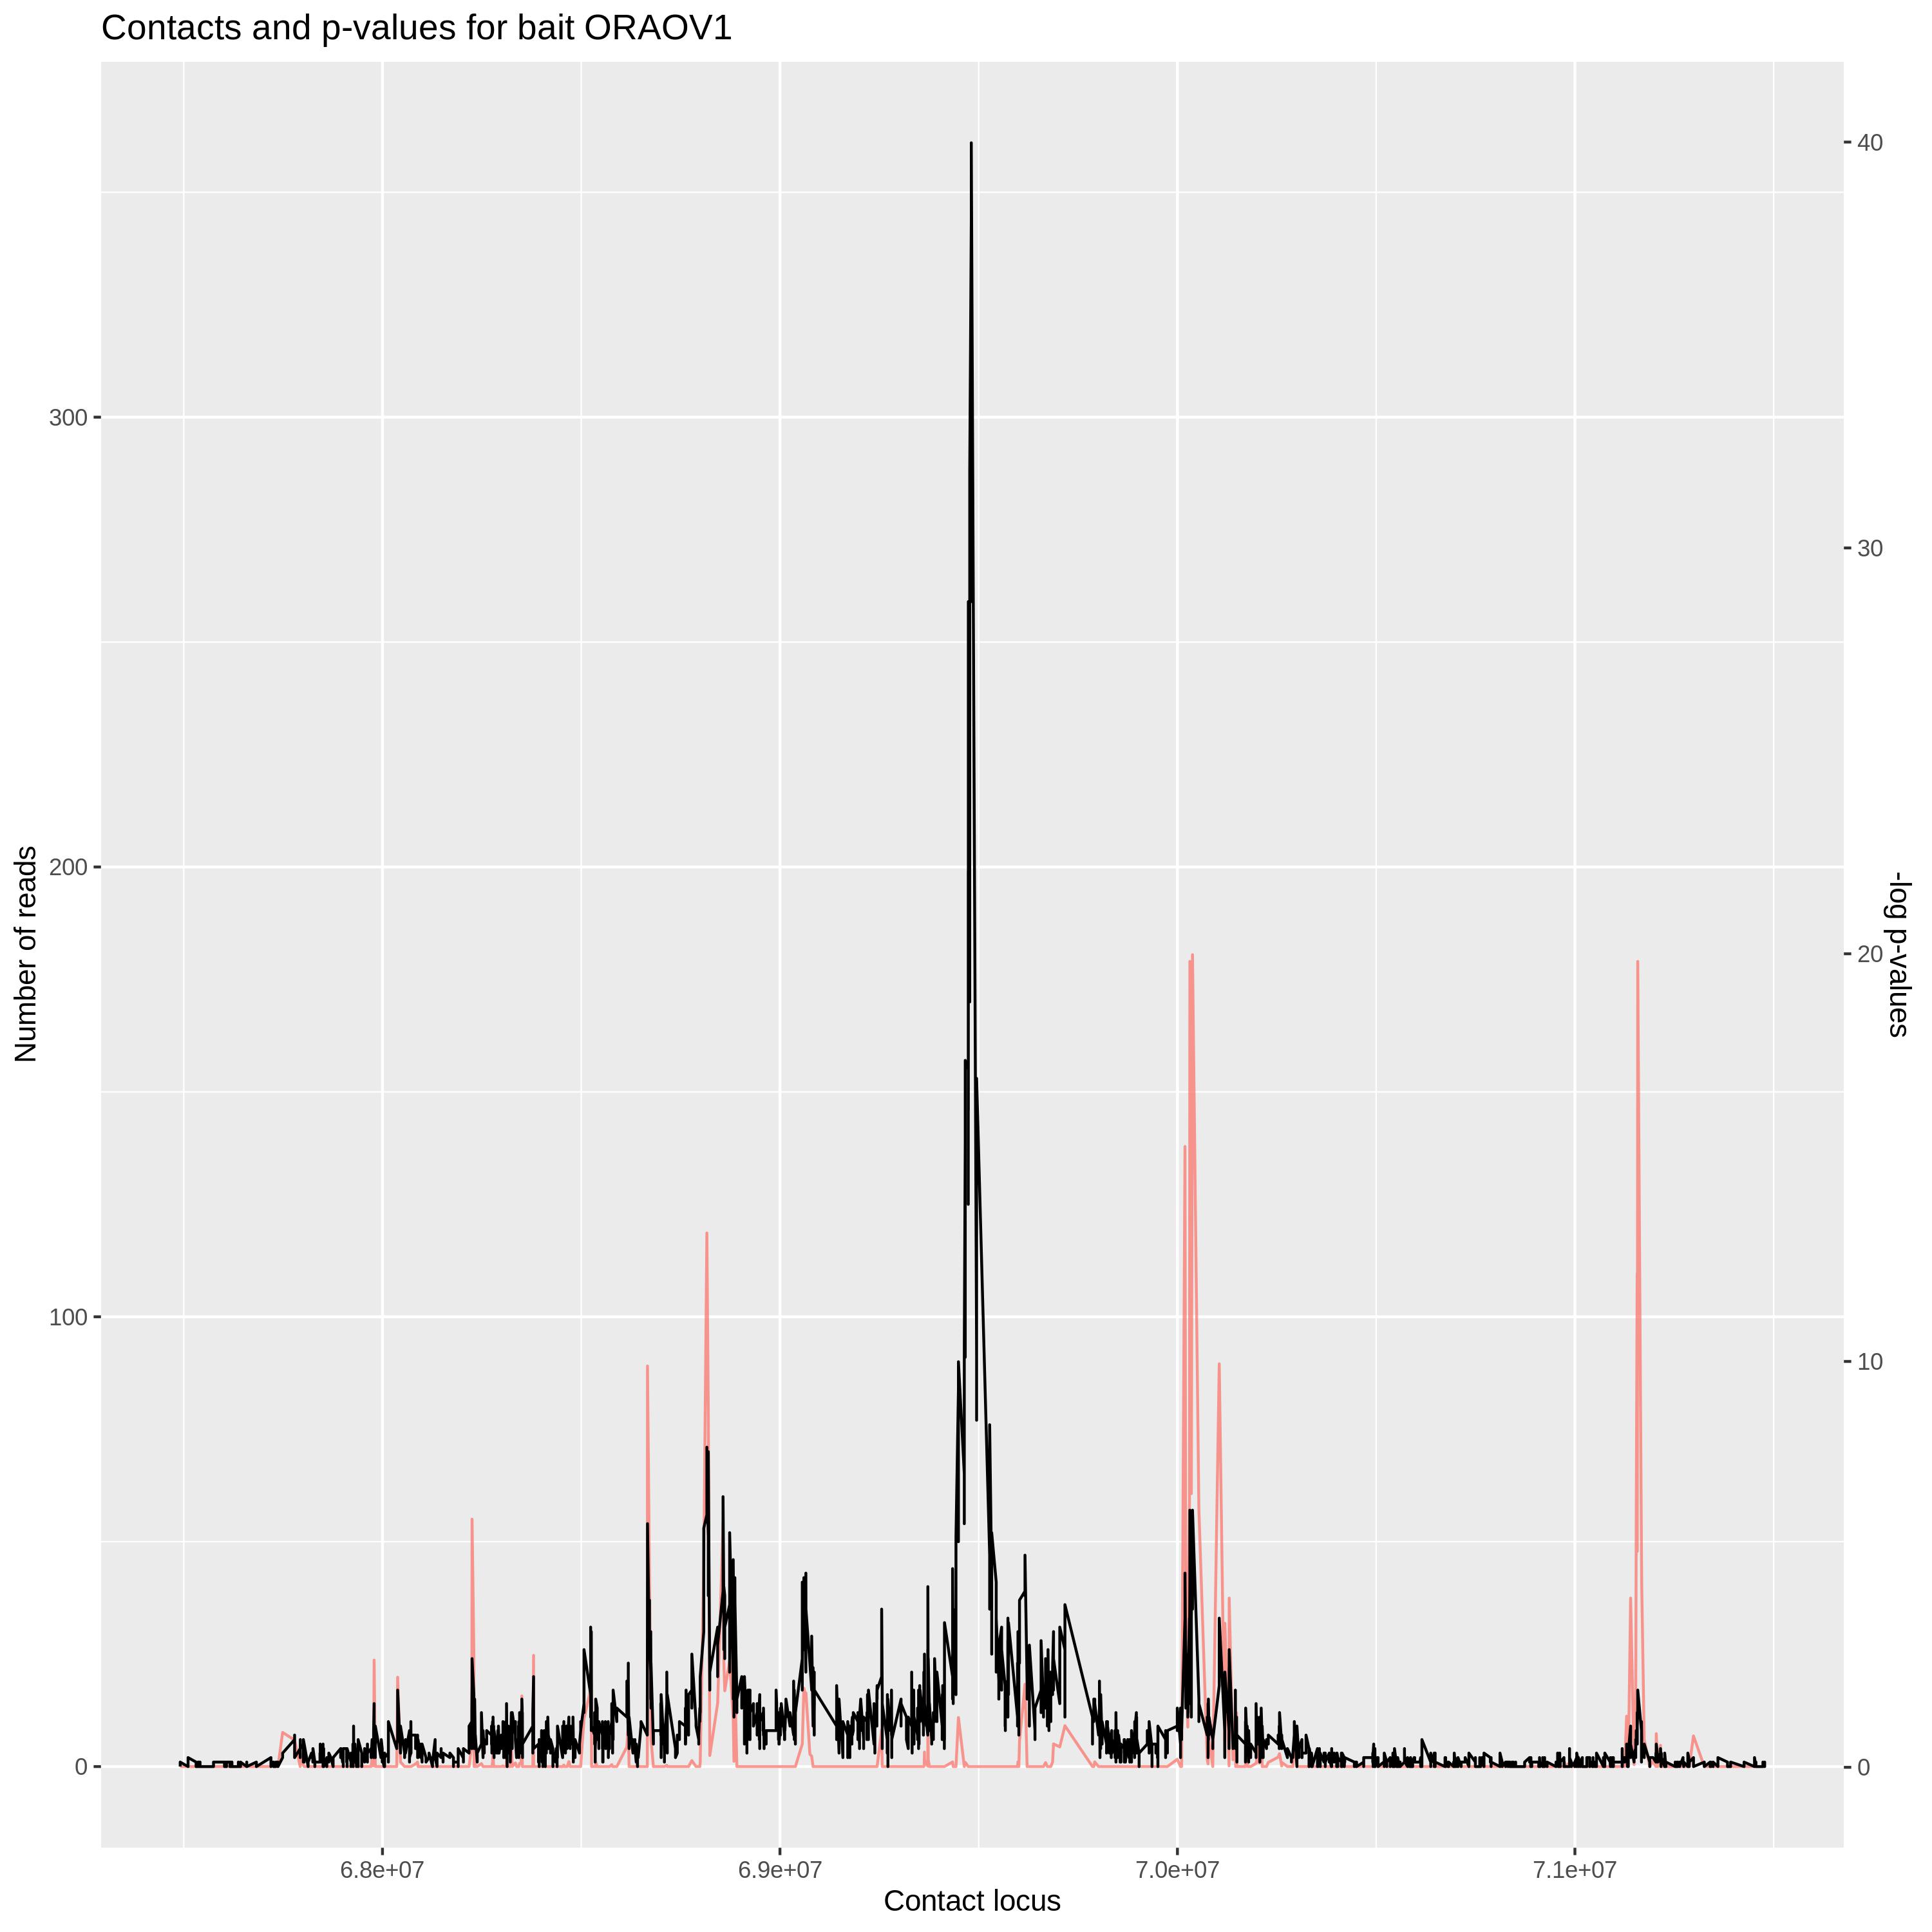 Contacts and p-values for bait ORAOV1
Number of reads
300
200
100
0
40
30
20
10
0
-log p-values
6.8e+07
6.9e+07
7.0e+07
7.1e+07
Contact locus